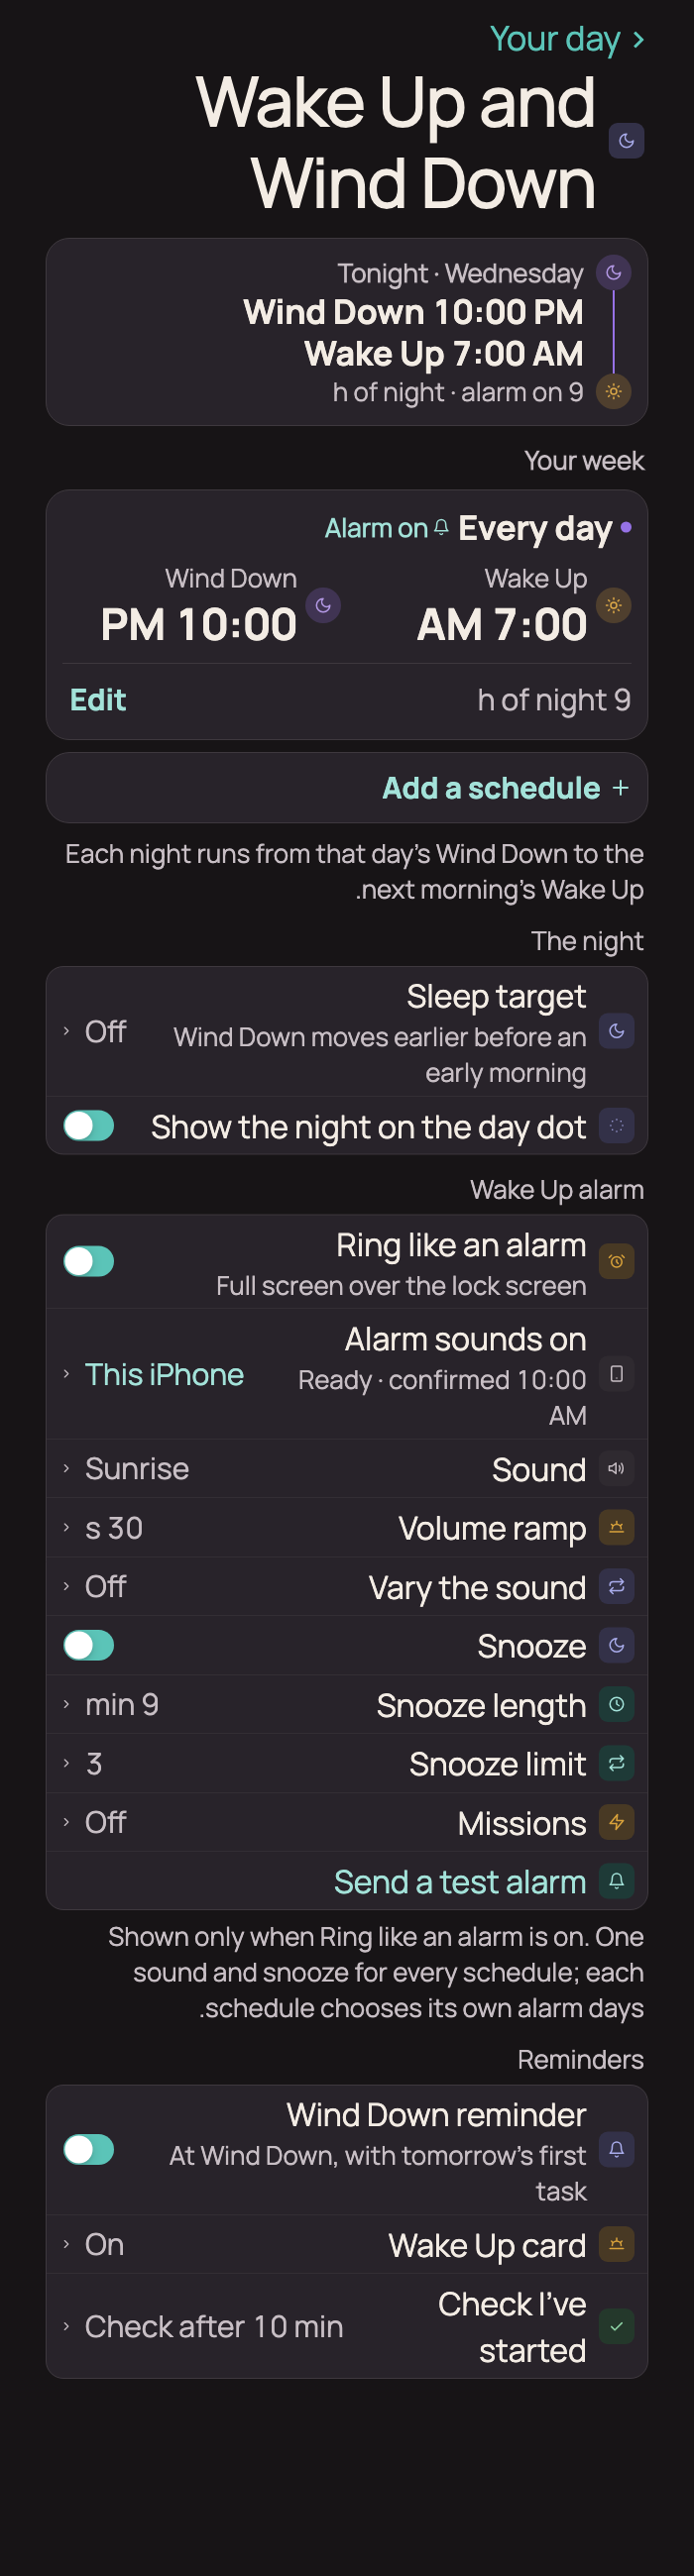 Your day
Wake Up and
Wind Down
Tonight · Wednesday
Wind Down 10:00 PM
Wake Up 7:00 AM
h of night · alarm on 9
Your week
Every day
Alarm on
Wake Up
AM 7:00
Wind Down
PM 10:00
h of night 9
Edit
Add a schedule
Each night runs from that day's Wind Down to the
.next morning's Wake Up
The night
Sleep target
Wind Down moves earlier before an
early morning
Off
Show the night on the day dot
Wake Up alarm
Ring like an alarm
Full screen over the lock screen
Alarm sounds on
Ready · confirmed 10:00
AM
This iPhone
Sound
Sunrise
Volume ramp
s 30
Vary the sound
Off
Snooze
Snooze length
min 9
Snooze limit
3
Missions
Off
Send a test alarm
Shown only when Ring like an alarm is on. One
sound and snooze for every schedule; each
.schedule chooses its own alarm days
Reminders
Wind Down reminder
At Wind Down, with tomorrow's first
task
Wake Up card
On
Check I've
started
Check after 10 min